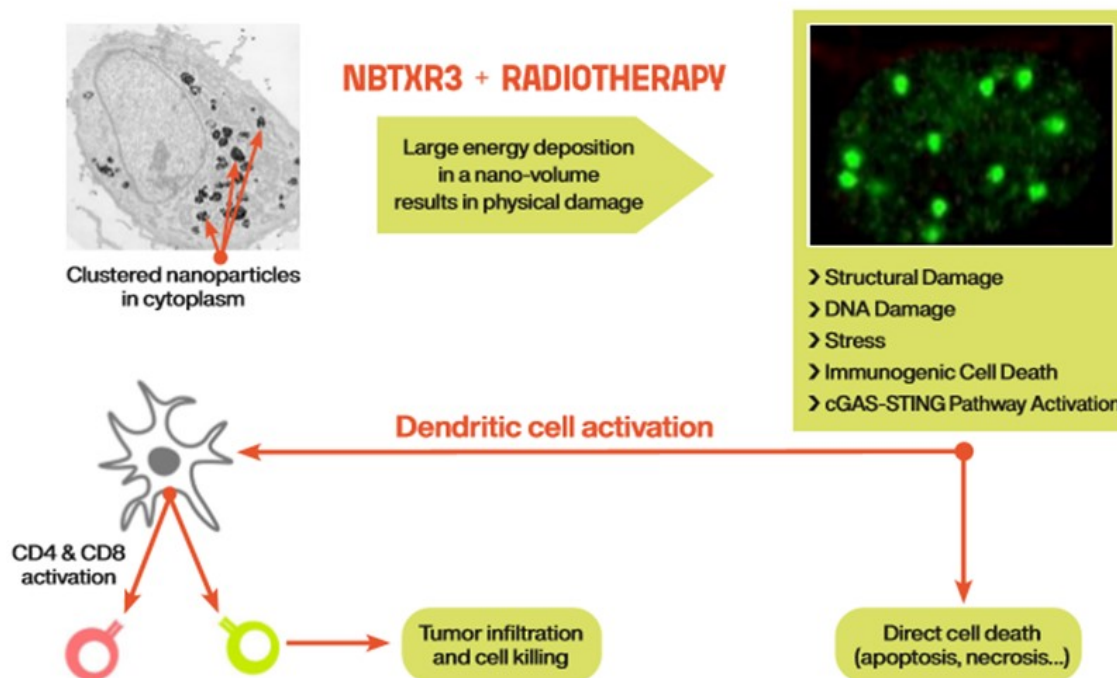 NBTXR3 + RADIOTHERAPY
Large energy deposition
in a nano-volume
results in physical damage
Clustered nanoparticles
in cytoplasm
❯ Structural Damage
❯ DNA Damage
❯ Stress
❯ Immunogenic Cell Death
❯ cGAS-STING Pathway Activation
Dendritic cell activation
CD4 & CD8
activation
Tumor infiltration
and cell killing
Direct cell death
(apoptosis, necrosis...)